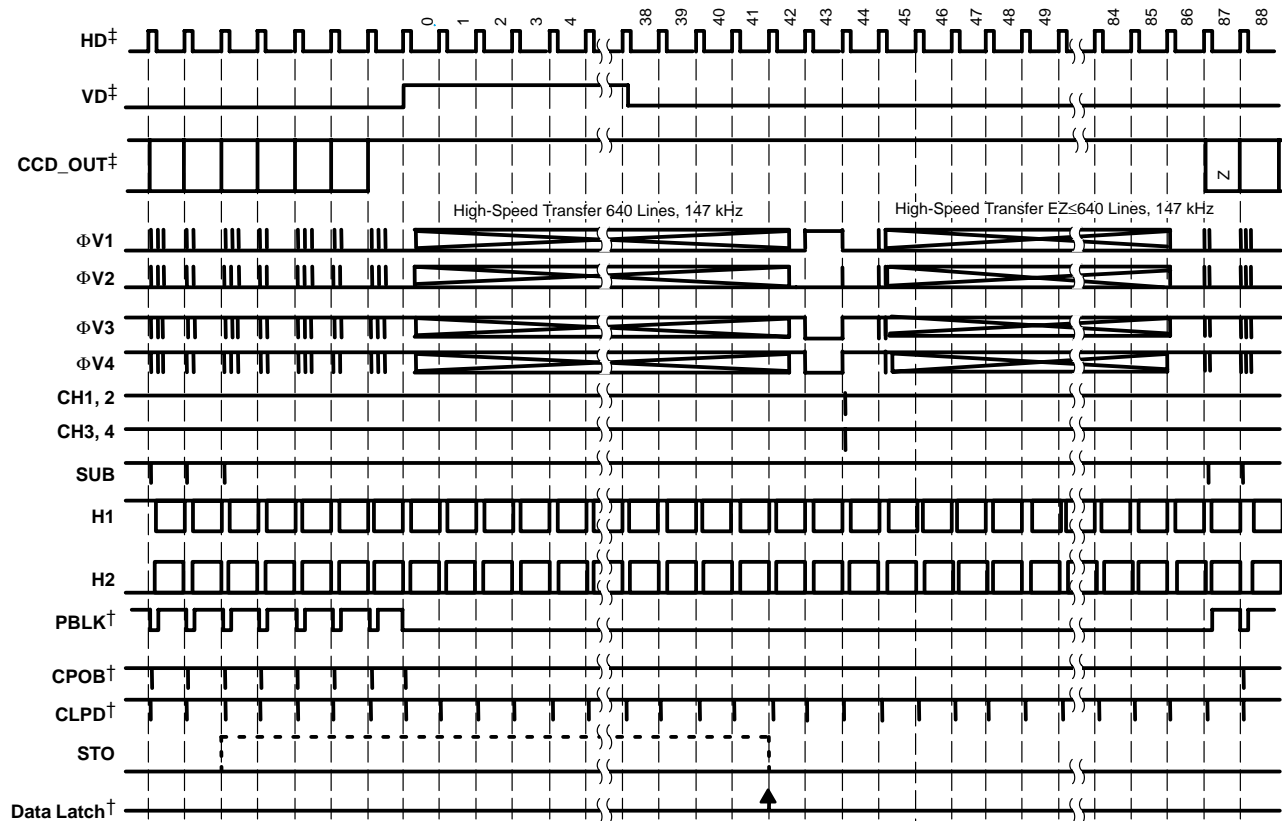 0 1 2 3 4 38 39 40 41 42 43 44 45 46 47 48 49 84 85 86 87 88
HD‡
VD‡
CCD_OUT‡
Z
High-Speed Transfer 640 Lines, 147 kHz
High-Speed Transfer EZ≤640 Lines, 147 kHz
ΦV1
ΦV2
ΦV3
ΦV4
CH1, 2
CH3, 4
SUB
H1
H2
PBLK†
CPOB†
CLPD†
STO
Data Latch†